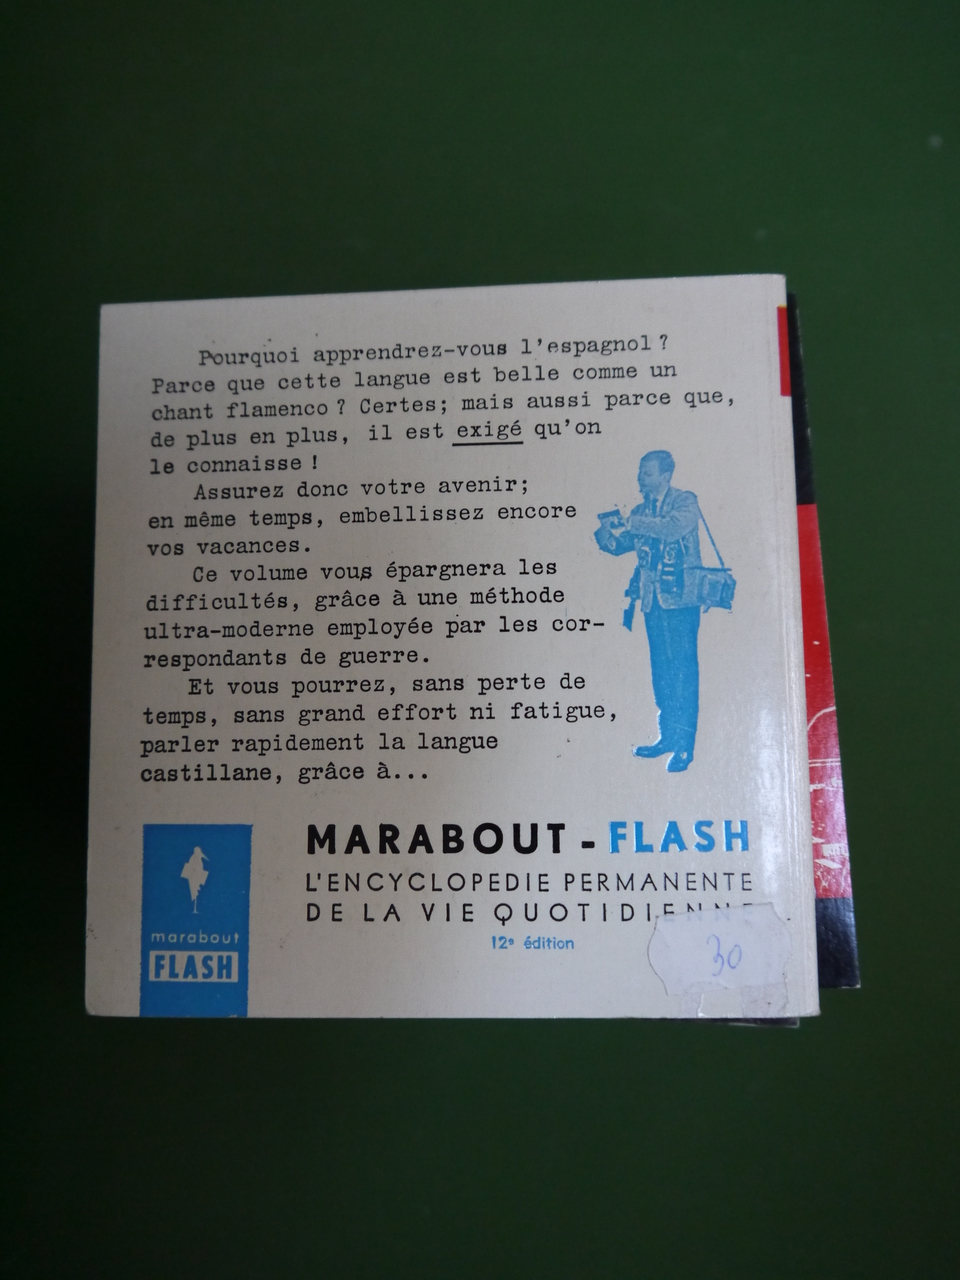 Pourquoi apprendrez-vous l'espagnol ?
Parce que cette langue est belle comme un
chant flamenco ? Certes; mais aussi parce que,
de plus en plus, il est exigé qu'on
le connaisse !
Assurez donc votre avenir;
en même temps, embellissez encore
vos vacances.
Ce volume vous épargnera les
difficultés, grâce à une méthode
ultra-moderne employée par les cor-
respondants de guerre.
Et vous pourrez, sans perte de
temps, sans grand effort ni fatigue,
parler rapidement la langue
castillane, grâce à...
MARABOUT - FLASH
L'ENCYCLOPEDIE PERMANENTE
DE LA VIE QUOTIDIENNE
12e édition
30
marabout
FLASH